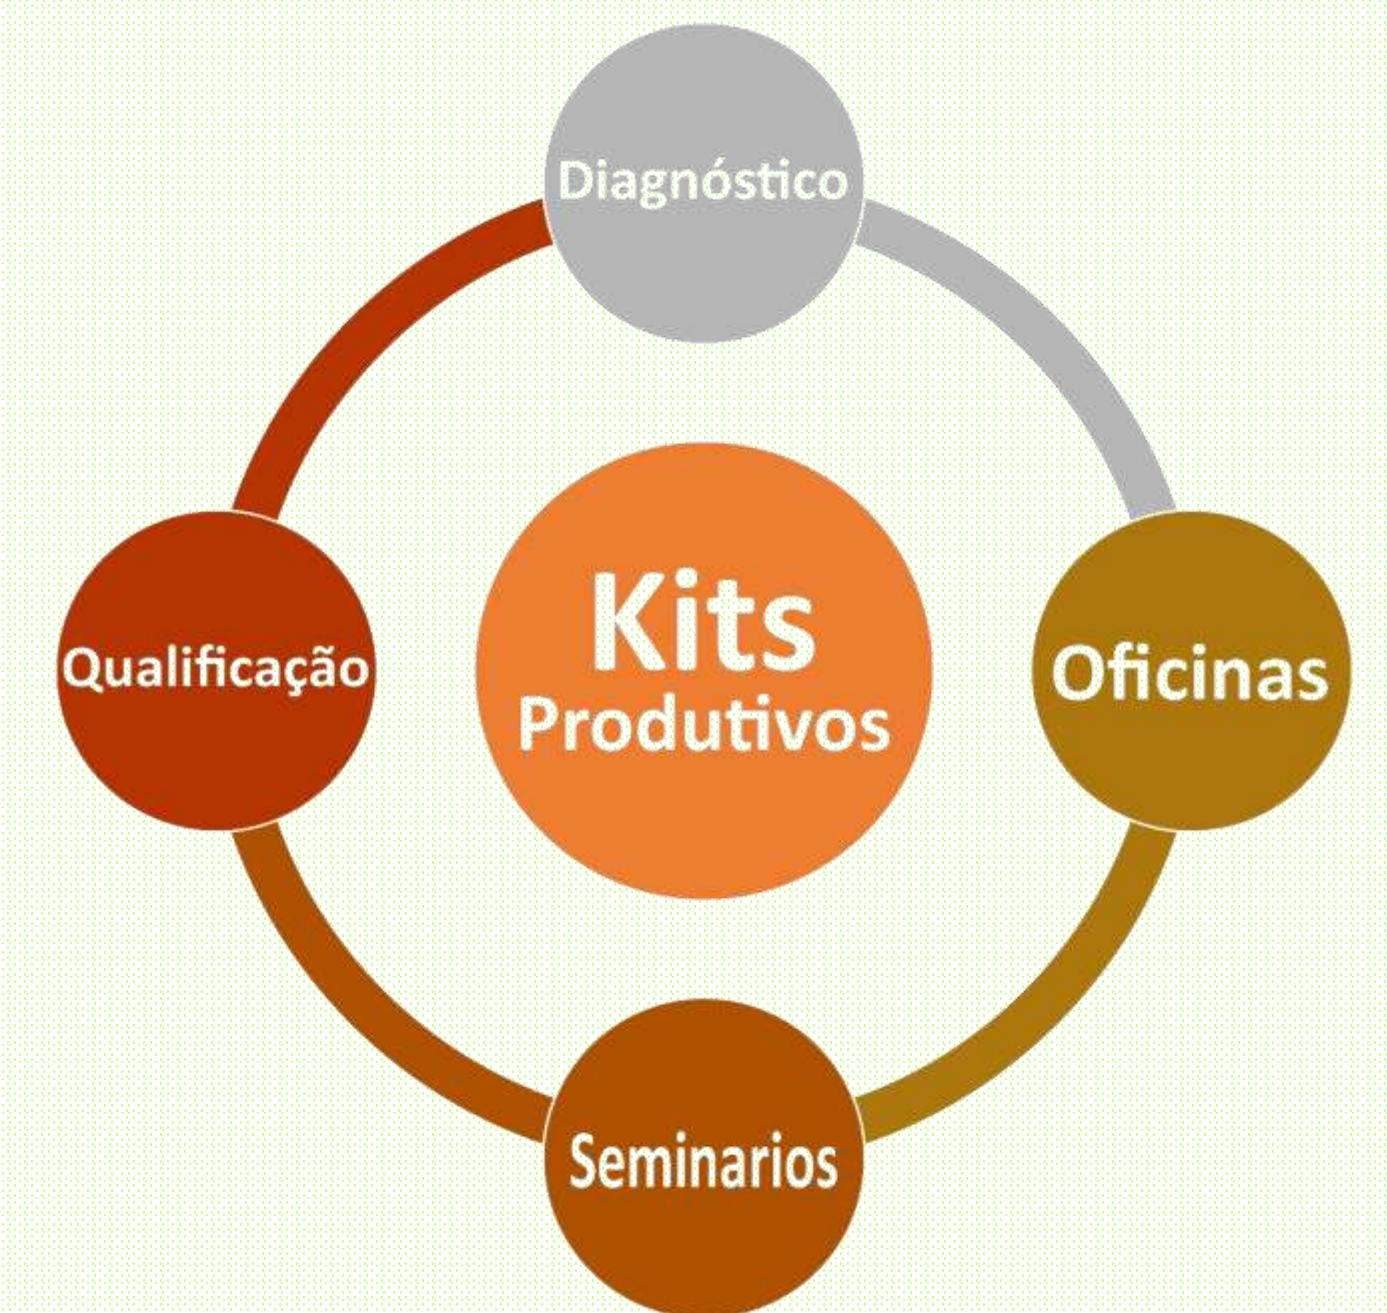 Diagnóstico
Qualificação
Kits
Produtivos
Oficinas
Seminarios